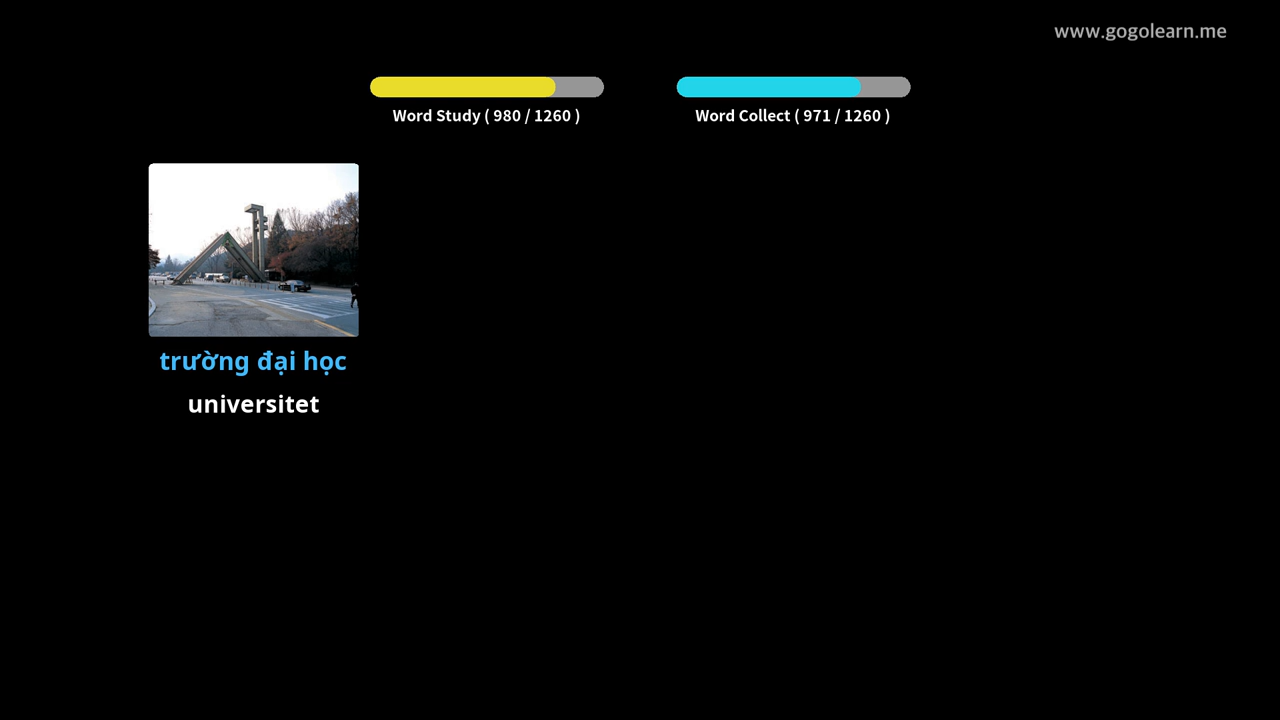 www.gogolearn.me
Word Study ( 980 / 1260 )
Word Collect ( 971 / 1260 )
trường đại học
universitet